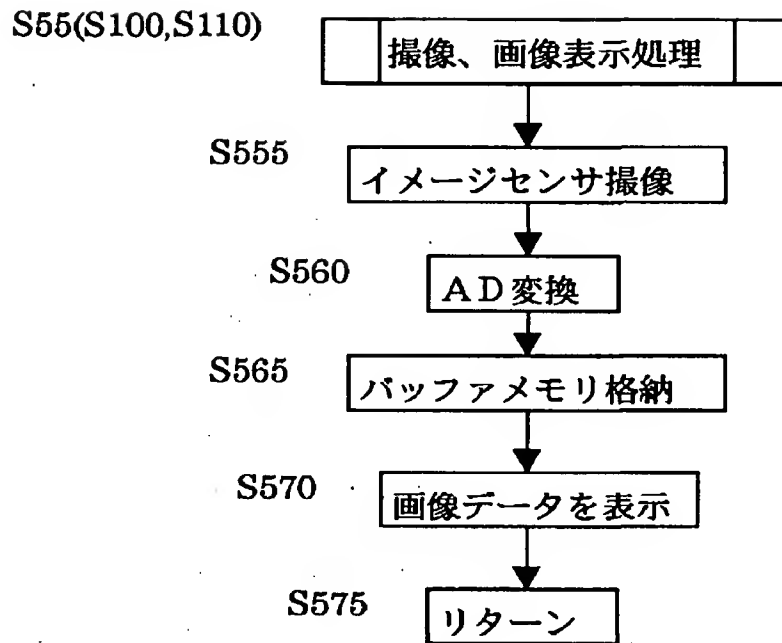 S55(S100,S110)
撮像、画像表示処理
S555
イメージセンサ撮像
S560
AD変換
S565
バッファメモリ格納
S570
画像データを表示
S575
リターン